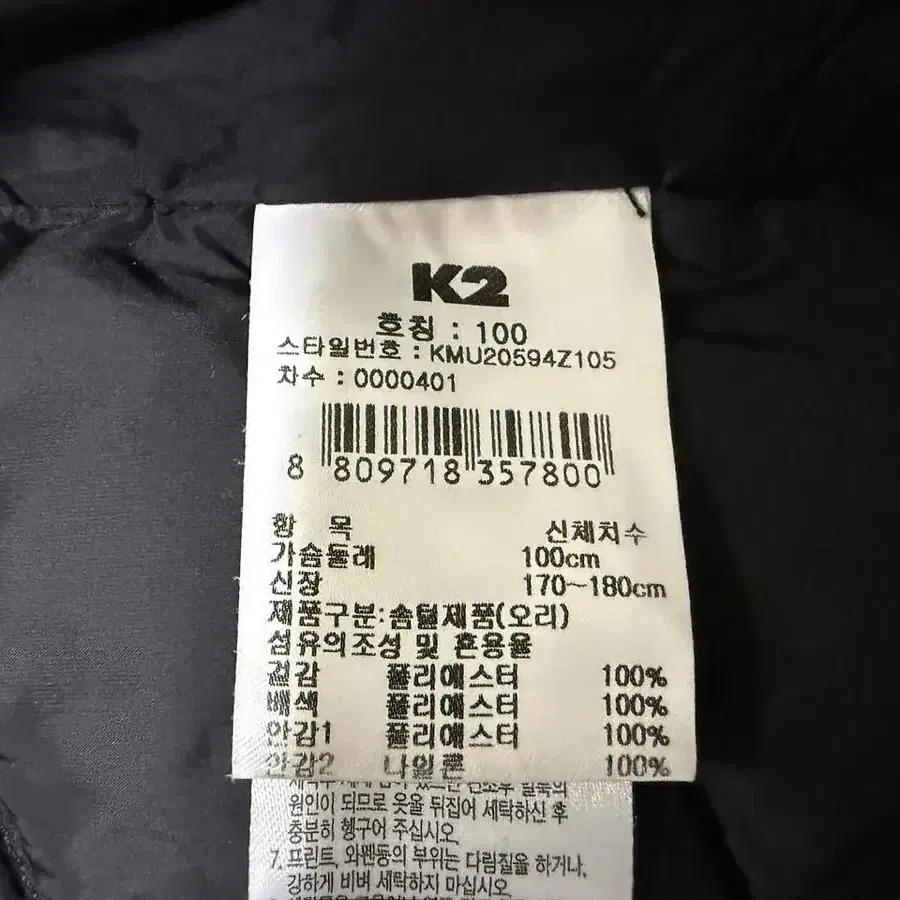 K2
호칭 : 100
스타일번호 : KMU20594Z105
차수 : 0000401
8 809718 357800
항 목 신체치수
가슴둘레 100cm
신장 170~180cm
제품구분:솜털제품(오리)
섬유의조성 및 혼용율
겉감 폴리에스터 100%
배색 폴리에스터 100%
안감1 폴리에스터 100%
안감2 나일론 100%
원인이 되므로 옷을 뒤집어 세탁하신 후
충분히 헹구어 주십시오.
7. 프린트, 와펜등의 부위는 다림질을 하거나,
강하게 비벼 세탁하지 마십시오.